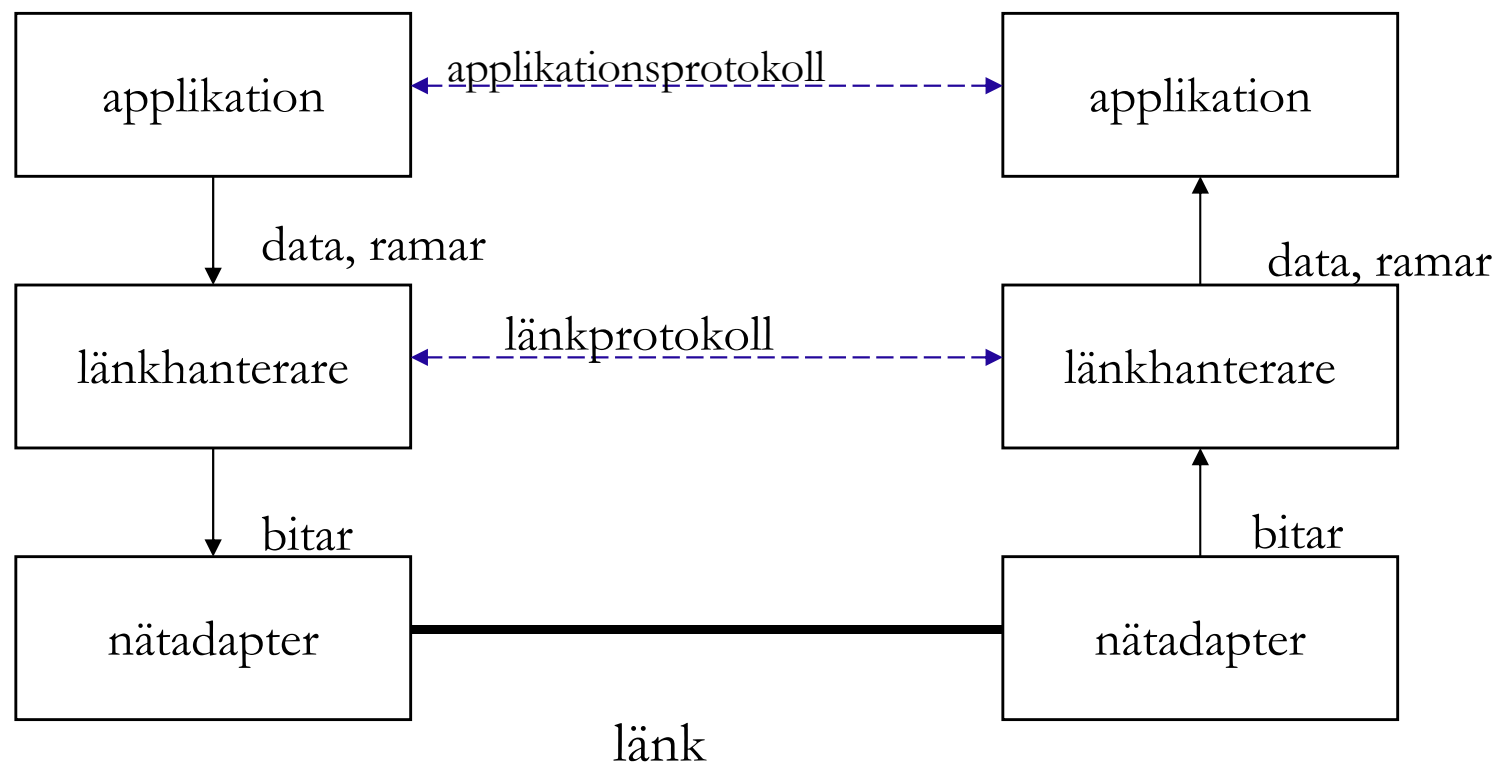 applikation
applikationsprotokoll
applikation
data, ramar
data, ramar
länkhanterare
länkprotokoll
länkhanterare
bitar
bitar
nätadapter
nätadapter
länk